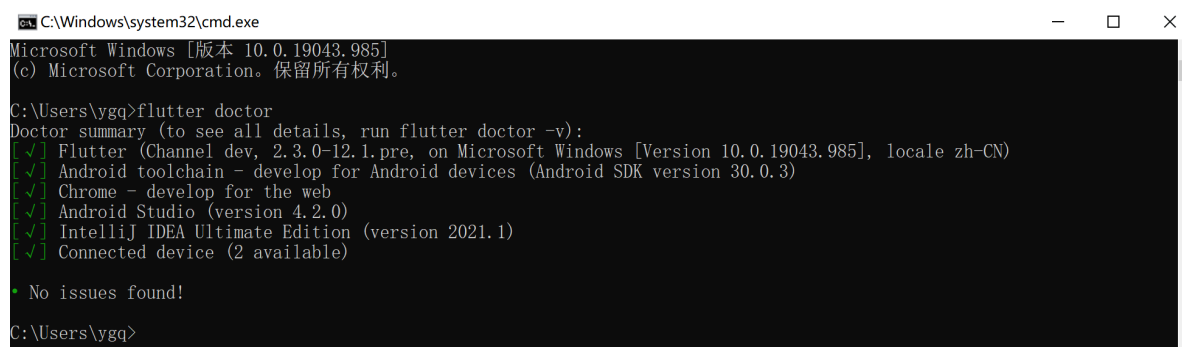 C:\Windows\system32\cmd.exe
Microsoft Windows [版本 10.0.19043.985]
(c) Microsoft Corporation。保留所有权利。
C:\Users\ygq>flutter doctor
Doctor summary (to see all details, run flutter doctor -v):
[√] Flutter (Channel dev, 2.3.0-12.1.pre, on Microsoft Windows [Version 10.0.19043.985], locale zh-CN)
[√] Android toolchain - develop for Android devices (Android SDK version 30.0.3)
[√] Chrome - develop for the web
[√] Android Studio (version 4.2.0)
[√] IntelliJ IDEA Ultimate Edition (version 2021.1)
[√] Connected device (2 available)
• No issues found!
C:\Users\ygq>